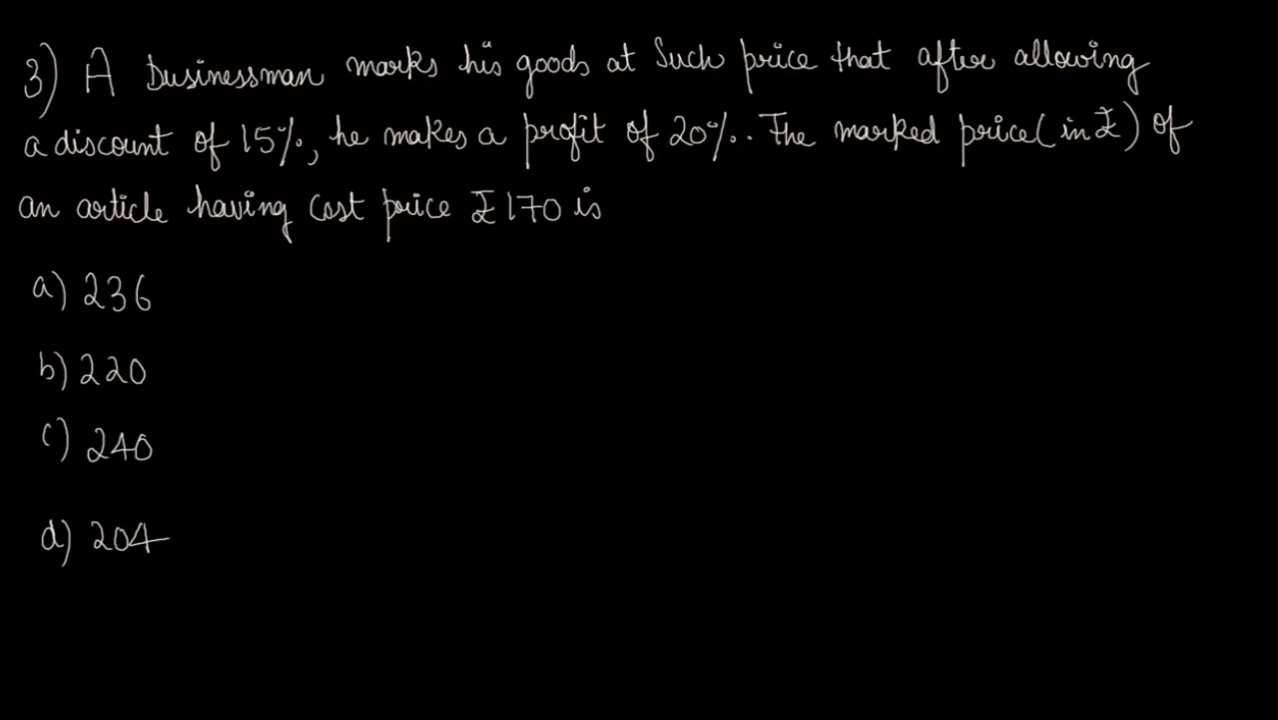 3) A businessman marks his goods at such price that after allowing
a discount of 15%, he makes a profit of 20%. The marked price (in ₹) of
an article having cost price ₹170 is
a) 236
b) 220
c) 240
d) 204